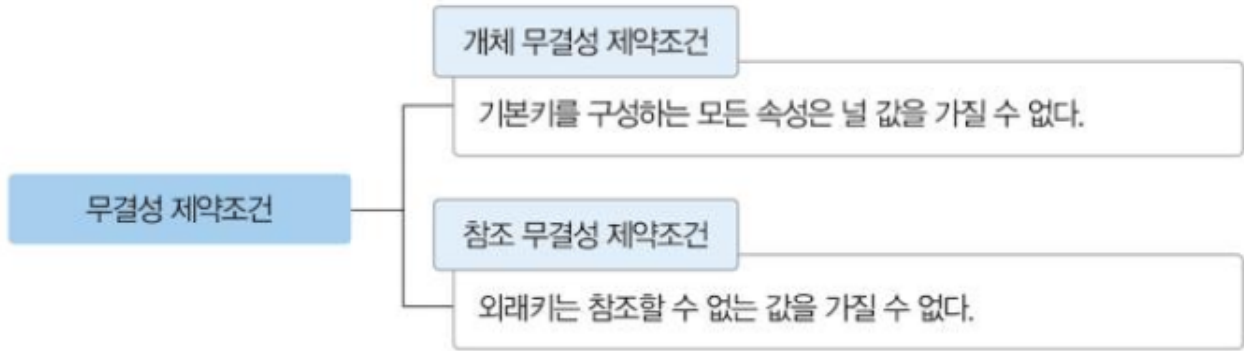 개체 무결성 제약조건
기본키를 구성하는 모든 속성은 널 값을 가질 수 없다.
무결성 제약조건
참조 무결성 제약조건
외래키는 참조할 수 없는 값을 가질 수 없다.